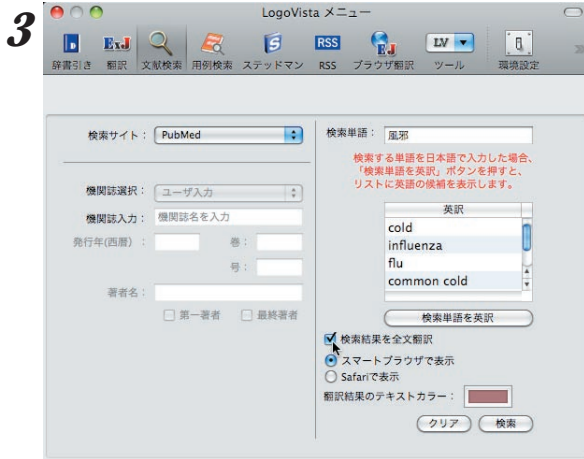 3
LogoVista メニュー
辞書引き 翻訳 文献検索 用例検索 ステッドマン RSS ブラウザ翻訳 ツール 環境設定
ExJ RSS EJ LV
検索サイト： PubMed
機関誌選択： ユーザ入力
機関誌入力： 機関誌名を入力
発行年(西暦)： 巻：
号：
著者名：
第一著者 最終著者
検索単語： 風邪
検索する単語を日本語で入力した場合、
「検索単語を英訳」ボタンを押すと、
リストに英語の候補を表示します。
英訳
cold
influenza
flu
common cold
検索単語を英訳
検索結果を全文翻訳
スマートブラウザで表示
Safariで表示
翻訳結果のテキストカラー：
クリア 検索